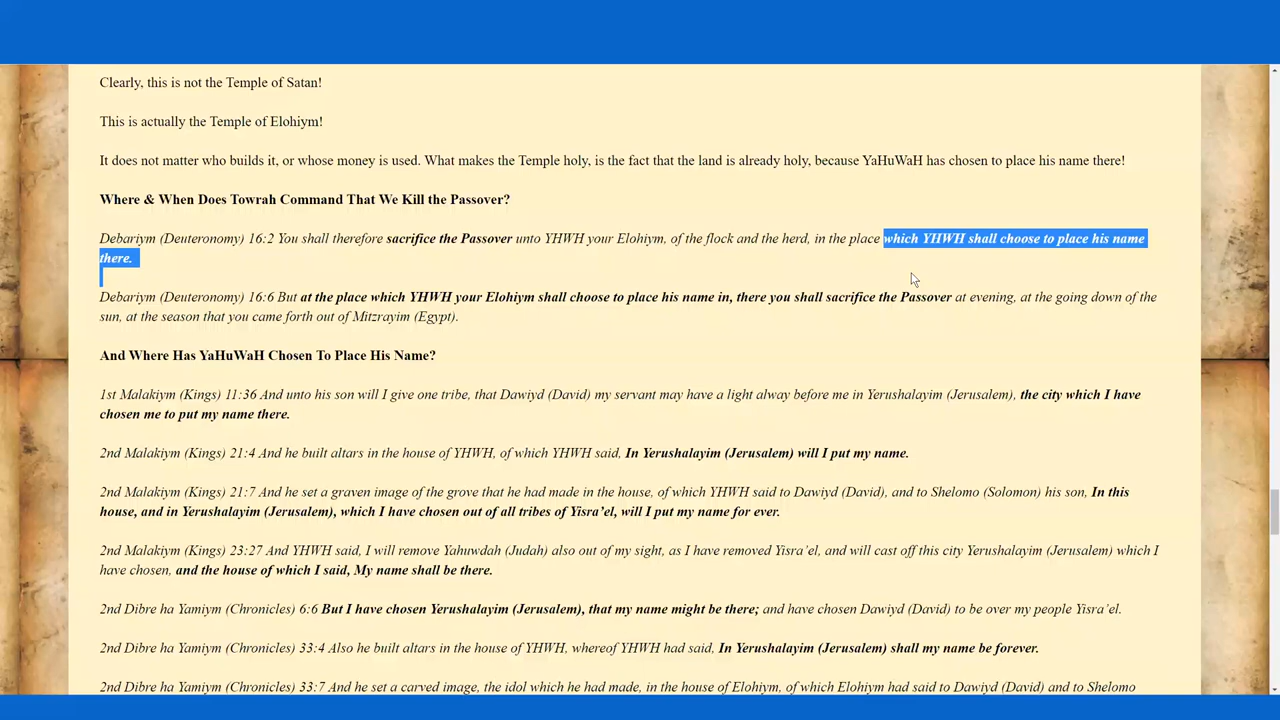 Clearly, this is not the Temple of Satan!
This is actually the Temple of Elohiym!
It does not matter who builds it, or whose money is used. What makes the Temple holy, is the fact that the land is already holy, because YaHuWaH has chosen to place his name there!
Where & When Does Towrah Command That We Kill the Passover?
Debariym (Deuteronomy) 16:2 You shall therefore sacrifice the Passover unto YHWH your Elohiym, of the flock and the herd, in the place which YHWH shall choose to place his name
there.
Debariym (Deuteronomy) 16:6 But at the place which YHWH your Elohiym shall choose to place his name in, there you shall sacrifice the Passover at evening, at the going down of the
sun, at the season that you came forth out of Mitzrayim (Egypt).
And Where Has YaHuWaH Chosen To Place His Name?
1st Malakiym (Kings) 11:36 And unto his son will I give one tribe, that Dawiyd (David) my servant may have a light alway before me in Yerushalayim (Jerusalem), the city which I have
chosen me to put my name there.
2nd Malakiym (Kings) 21:4 And he built altars in the house of YHWH, of which YHWH said, In Yerushalayim (Jerusalem) will I put my name.
2nd Malakiym (Kings) 21:7 And he set a graven image of the grove that he had made in the house, of which YHWH said to Dawiyd (David), and to Shelomo (Solomon) his son, In this
house, and in Yerushalayim (Jerusalem), which I have chosen out of all tribes of Yisra'el, will I put my name for ever.
2nd Malakiym (Kings) 23:27 And YHWH said, I will remove Yahuwdah (Judah) also out of my sight, as I have removed Yisra'el, and will cast off this city Yerushalayim (Jerusalem) which I
have chosen, and the house of which I said, My name shall be there.
2nd Dibre ha Yamiym (Chronicles) 6:6 But I have chosen Yerushalayim (Jerusalem), that my name might be there; and have chosen Dawiyd (David) to be over my people Yisra'el.
2nd Dibre ha Yamiym (Chronicles) 33:4 Also he built altars in the house of YHWH, whereof YHWH had said, In Yerushalayim (Jerusalem) shall my name be forever.
2nd Dibre ha Yamiym (Chronicles) 33:7 And he set a carved image, the idol which he had made, in the house of Elohiym, of which Elohiym had said to Dawiyd (David) and to Shelomo